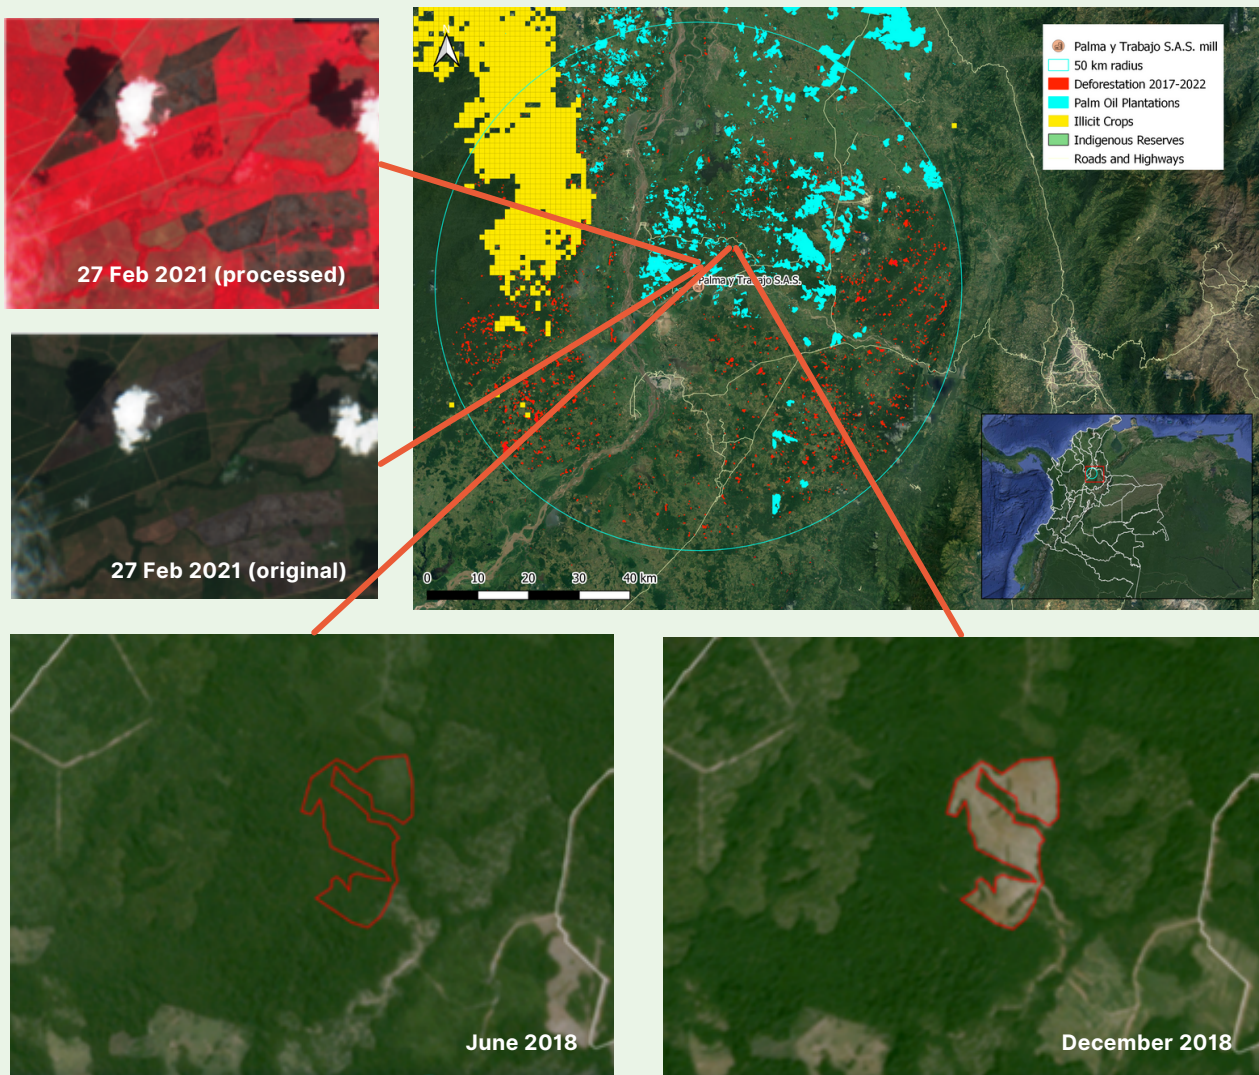 27 Feb 2021 (processed)
Palma y Trabajo S.A.S. mill
50 km radius
Deforestation 2017-2022
Palm Oil Plantations
Illicit Crops
Indigenous Reserves
Roads and Highways
Palma y Trabajo S.A.S.
27 Feb 2021 (original)
0 10 20 30 40 km
June 2018
December 2018